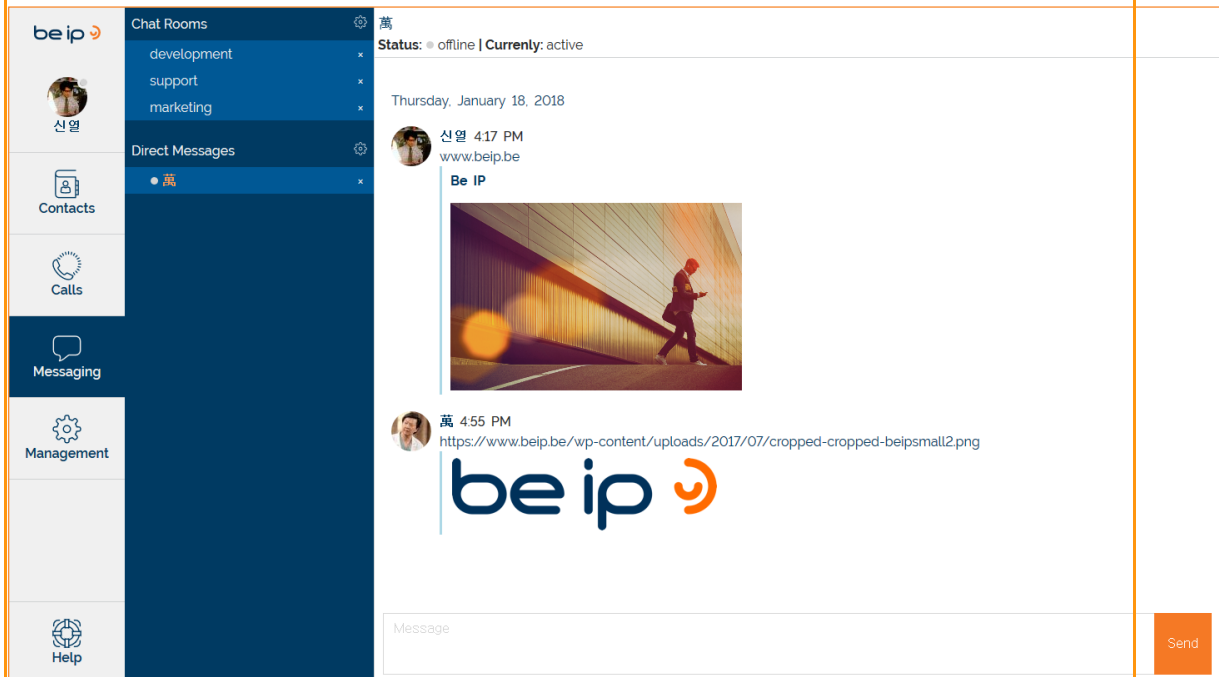 be ip
신열
Contacts
Calls
Messaging
Management
Help
Chat Rooms
development ×
support ×
marketing ×
Direct Messages
萬 ×
萬
Status: offline | Currenly: active
Thursday, January 18, 2018
신열 4:17 PM
www.beip.be
Be IP
萬 4:55 PM
https://www.beip.be/wp-content/uploads/2017/07/cropped-cropped-beipsmall2.png
be ip
Message
Send